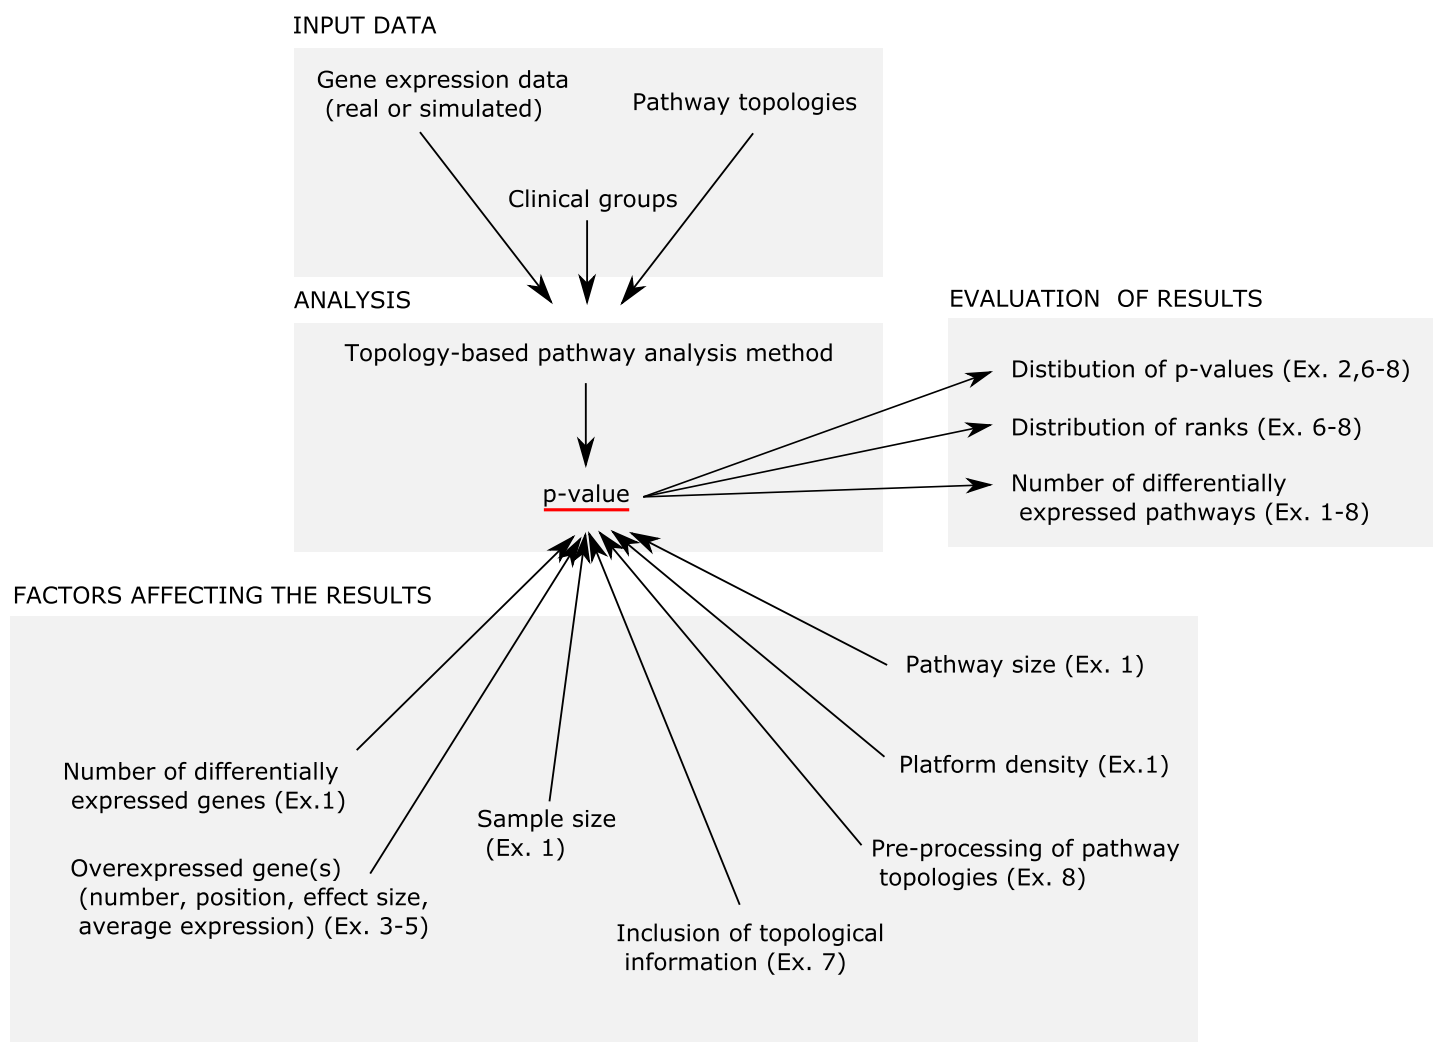 INPUT DATA
Gene expression data
(real or simulated)
Pathway topologies
Clinical groups
ANALYSIS
Topology-based pathway analysis method
p-value
EVALUATION OF RESULTS
Distibution of p-values (Ex. 2,6-8)
Distribution of ranks (Ex. 6-8)
Number of differentially
expressed pathways (Ex. 1-8)
FACTORS AFFECTING THE RESULTS
Number of differentially
expressed genes (Ex.1)
Overexpressed gene(s)
(number, position, effect size,
average expression) (Ex. 3-5)
Sample size
(Ex. 1)
Inclusion of topological
information (Ex. 7)
Pathway size (Ex. 1)
Platform density (Ex.1)
Pre-processing of pathway
topologies (Ex. 8)